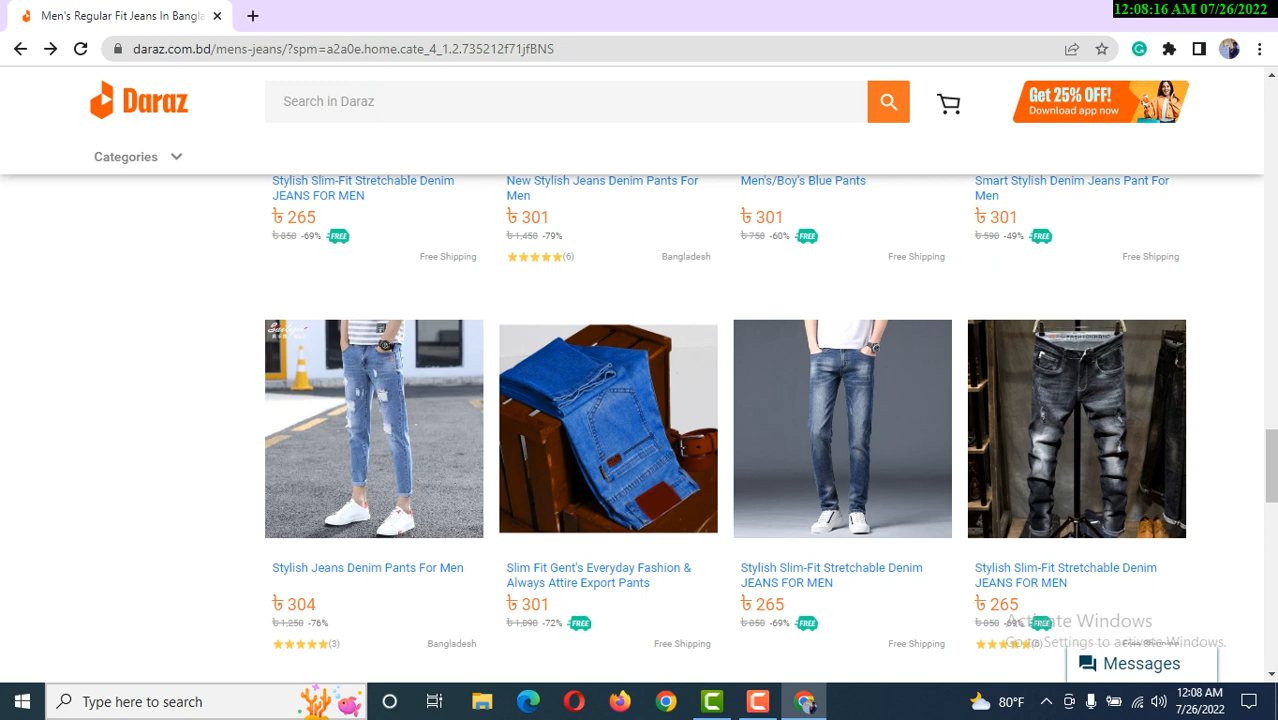 12:08:16 AM 07/26/2022
Men's Regular Fit Jeans In Bangla
daraz.com.bd/mens-jeans/?spm=a2a0e.home.cate_4_1.2.735212f71jfBNS
Daraz
Search in Daraz
Get 25% OFF!
Download app now
Categories
Stylish Slim-Fit Stretchable Denim
JEANS FOR MEN
৳ 265
৳ 850 -69% FREE
Free Shipping
New Stylish Jeans Denim Pants For
Men
৳ 301
৳ 1,450 -79%
(6)
Bangladesh
Men's/Boy's Blue Pants
৳ 301
৳ 750 -60% FREE
Free Shipping
Smart Stylish Denim Jeans Pant For
Men
৳ 301
৳ 590 -49% FREE
Free Shipping
Stylish Jeans Denim Pants For Men
৳ 304
৳ 1,250 -76%
(3)
Bangladesh
Slim Fit Gent's Everyday Fashion &
Always Attire Export Pants
৳ 301
৳ 1,090 -72% FREE
Free Shipping
Stylish Slim-Fit Stretchable Denim
JEANS FOR MEN
৳ 265
৳ 850 -69% FREE
Free Shipping
Stylish Slim-Fit Stretchable Denim
JEANS FOR MEN
৳ 265
৳ 850 -69% FREE
Activate Windows
Go to Settings to activate Windows.
Messages
Type here to search
80°F
12:08 AM
7/26/2022